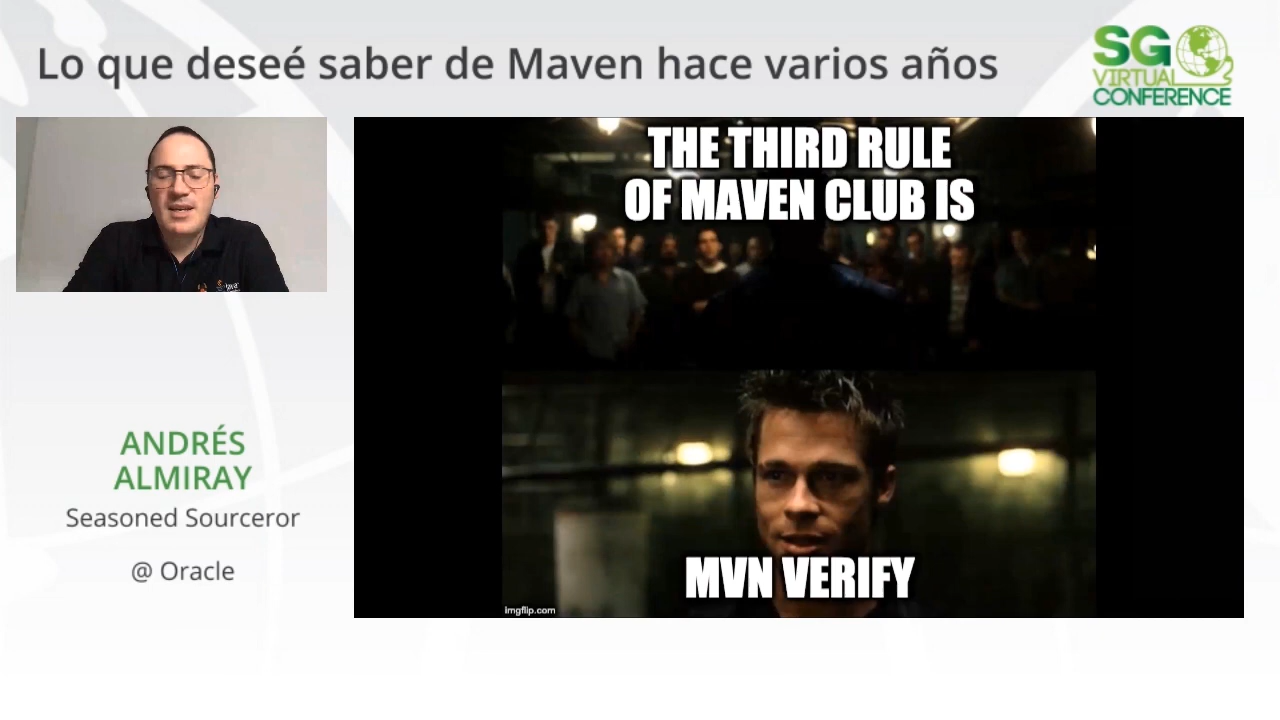 Lo que deseé saber de Maven hace varios años
SG
VIRTUAL
CONFERENCE
THE THIRD RULE
OF MAVEN CLUB IS
ANDRÉS
ALMIRAY
Seasoned Sourceror
@ Oracle
MVN VERIFY
imgflip.com